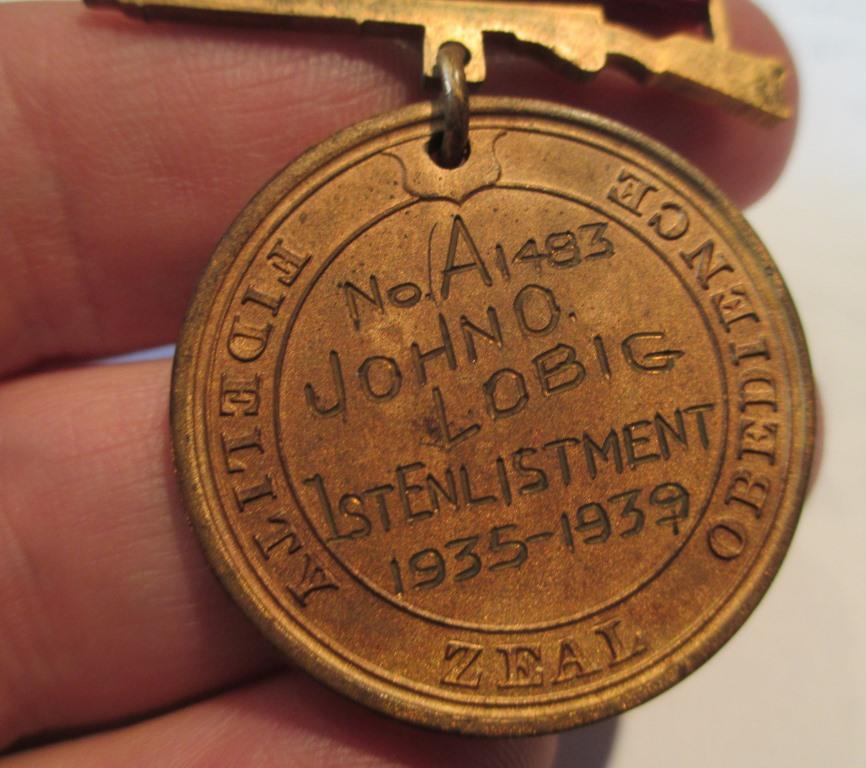 FIDELITY
ZEAL
OBEDIENCE
No. A1483
JOHN O.
LOBIG
1ST ENLISTMENT
1935-1939